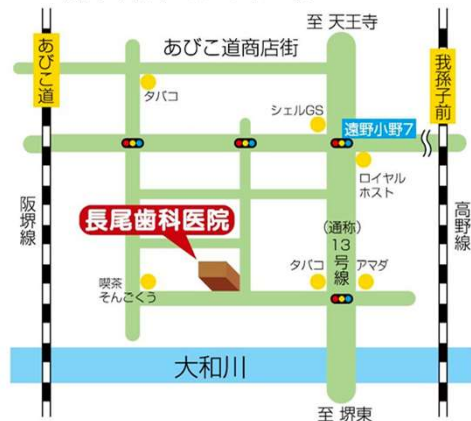 至 天王寺
あびこ道商店街
あびこ道
我孫子前
タバコ
シェルGS
遠野小野7
ロイヤル
ホスト
阪堺線
長尾歯科医院
(通称)
13
号線
高野線
喫茶
そんごくう
タバコ
アマダ
大和川
至 堺東